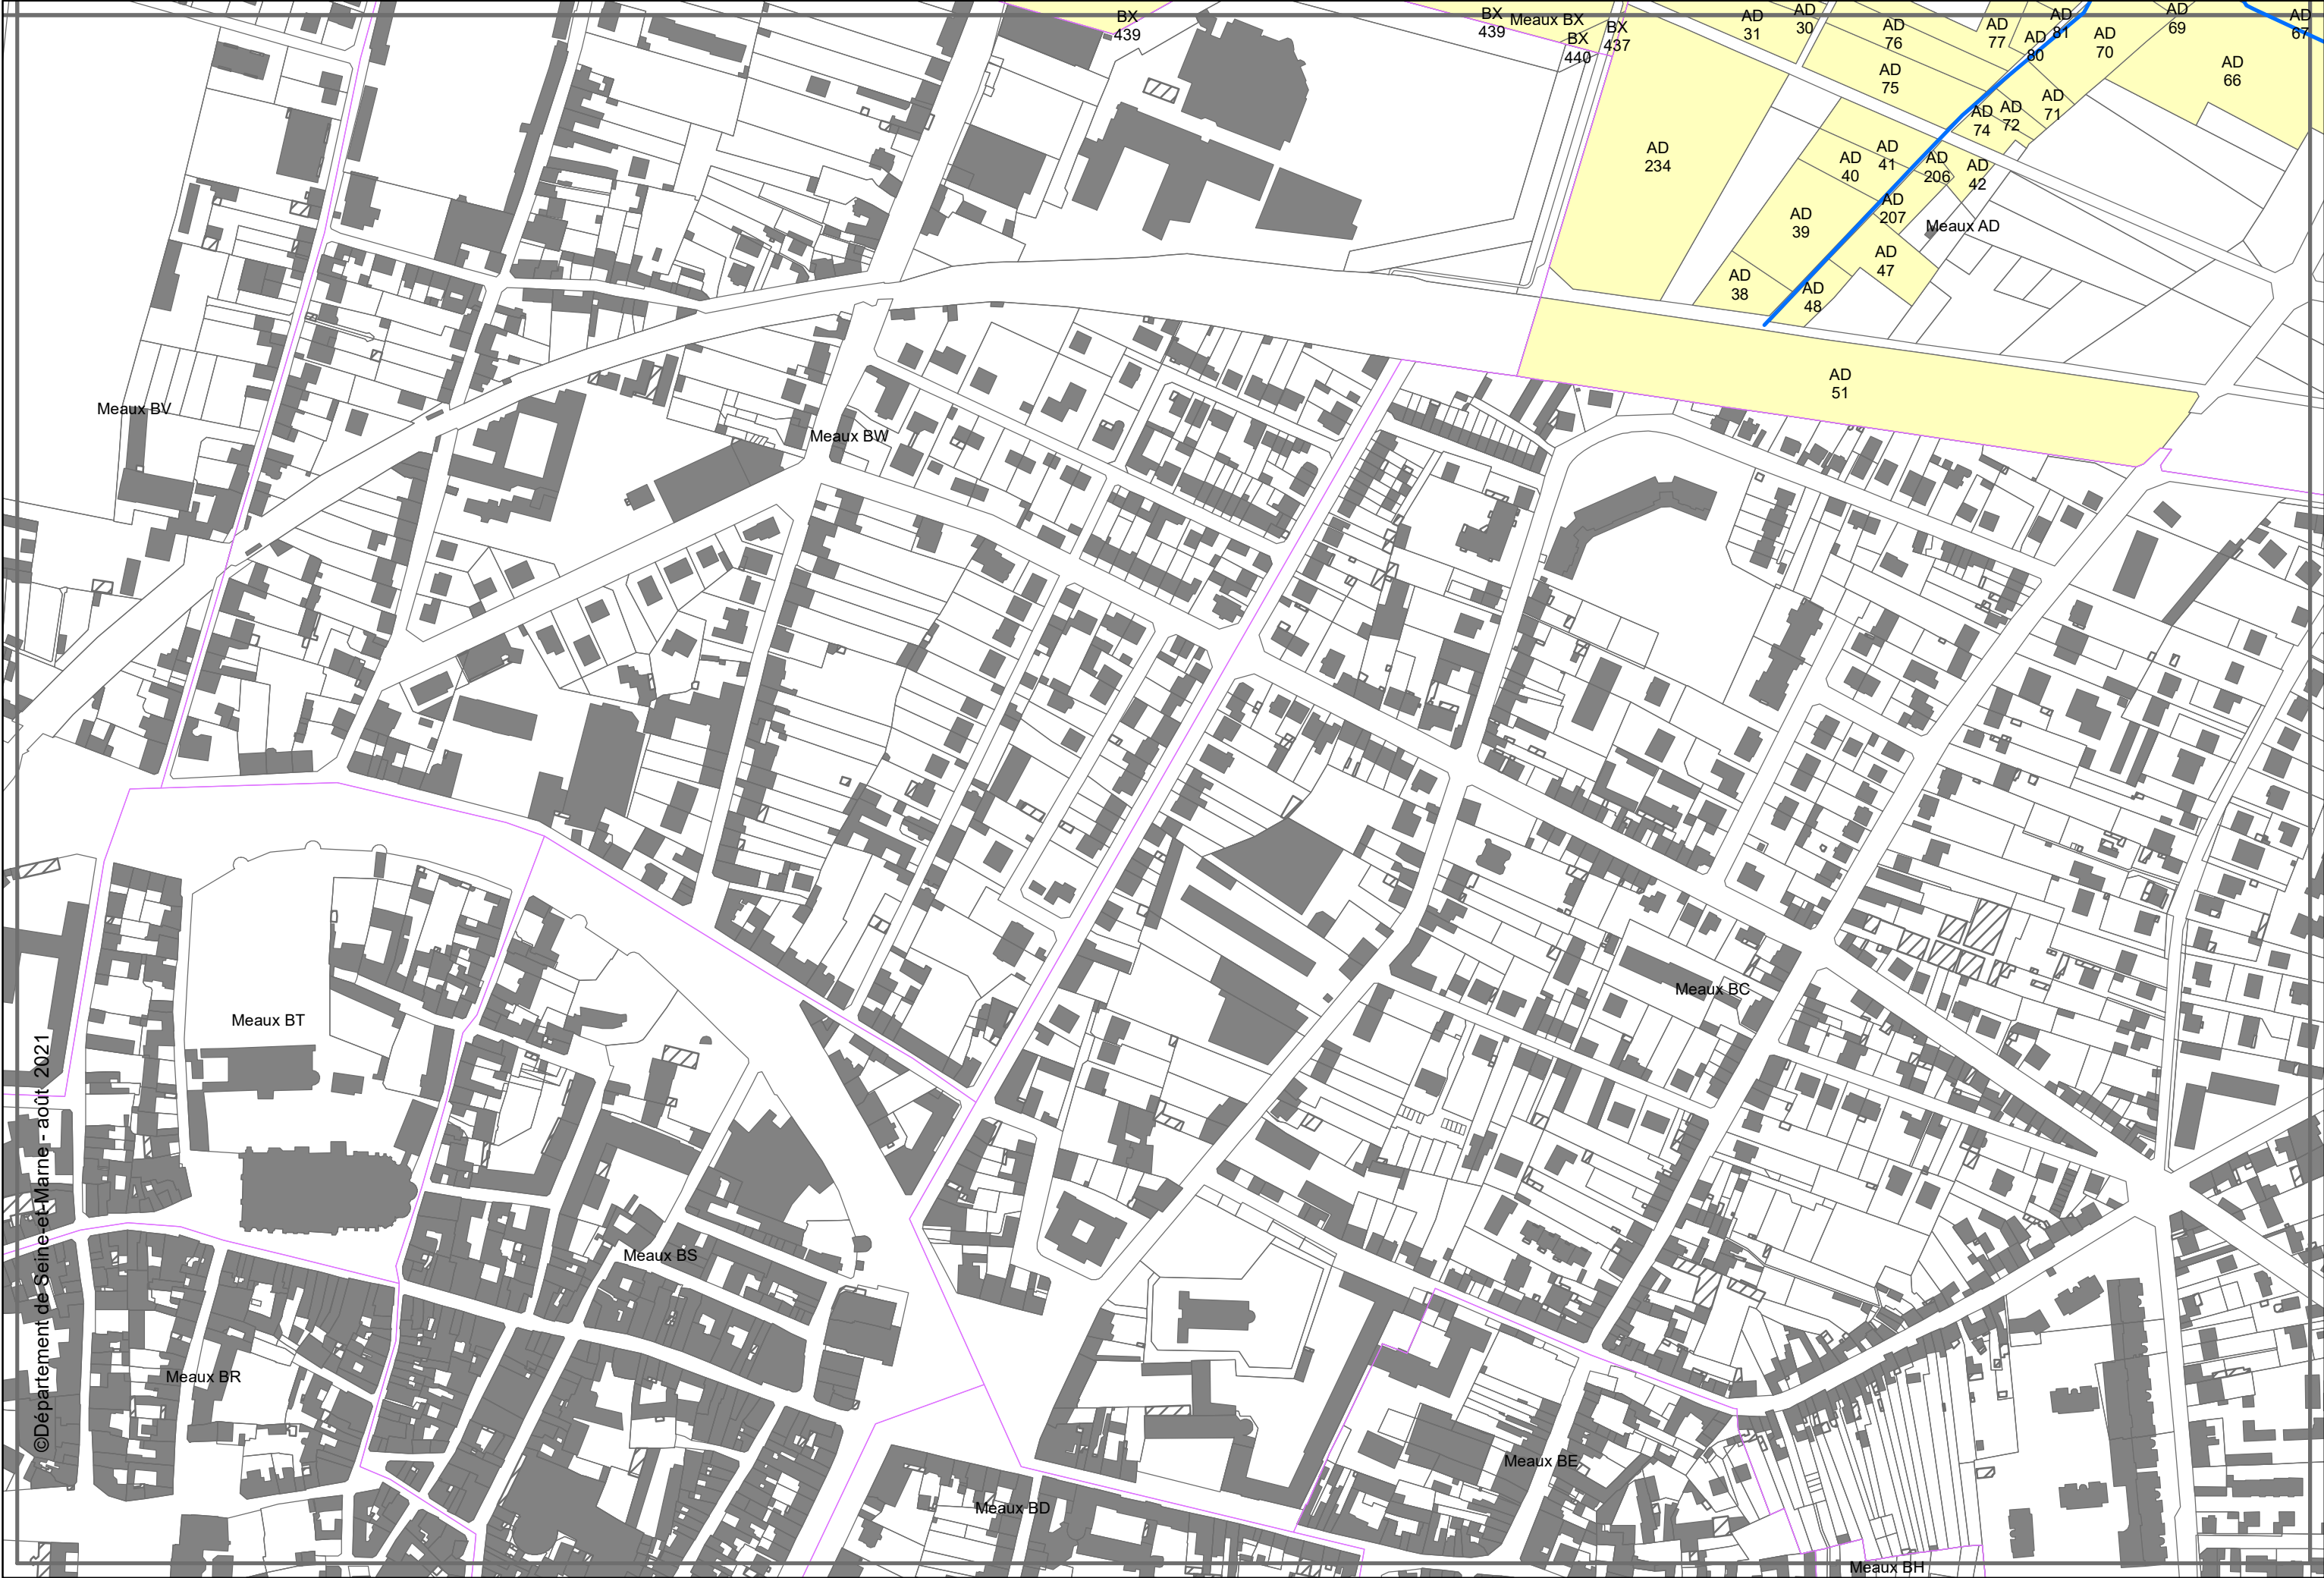 BX
439
BX
439
Meaux BX
BX
440
BX
437
AD
31
AD
30
AD
76
AD
77
AD
81
AD
80
AD
70
AD
69
AD
67
AD
66
AD
75
AD
71
AD
72
AD
74
AD
234
AD
41
AD
40
AD
206
AD
42
AD
207
AD
39
Meaux AD
AD
47
AD
38
AD
48
AD
51
Meaux BV
Meaux BW
Meaux BC
Meaux BT
Meaux BS
Meaux BR
Meaux BE
Meaux BD
Meaux BH
©Département de Seine-et-Marne - août 2021